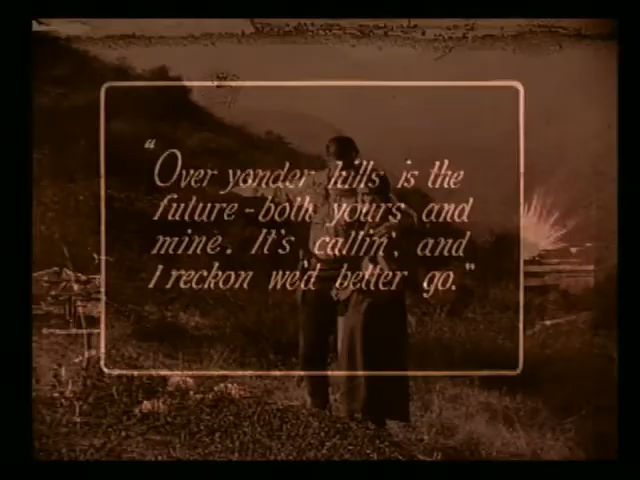 "Over yonder hills is the
future - both yours and
mine. It's callin', and
I reckon we'd better go."